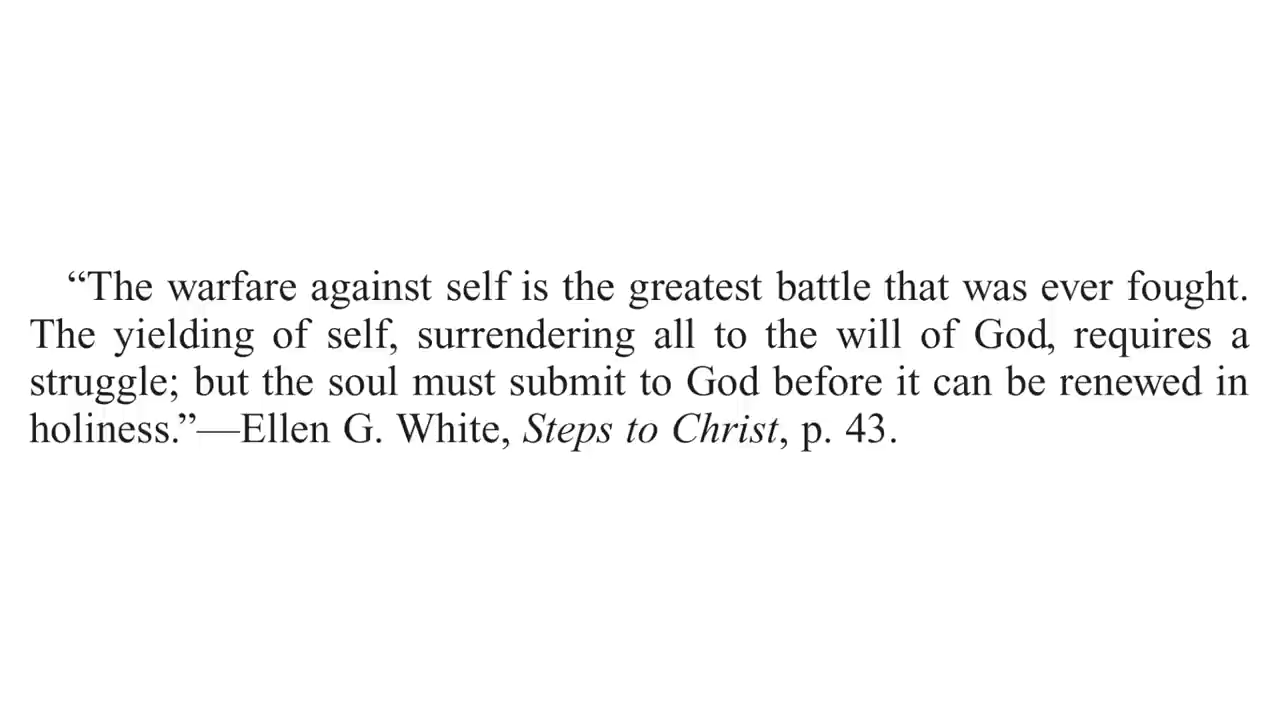 “The warfare against self is the greatest battle that was ever fought.
The yielding of self, surrendering all to the will of God, requires a
struggle; but the soul must submit to God before it can be renewed in
holiness.”—Ellen G. White, Steps to Christ, p. 43.